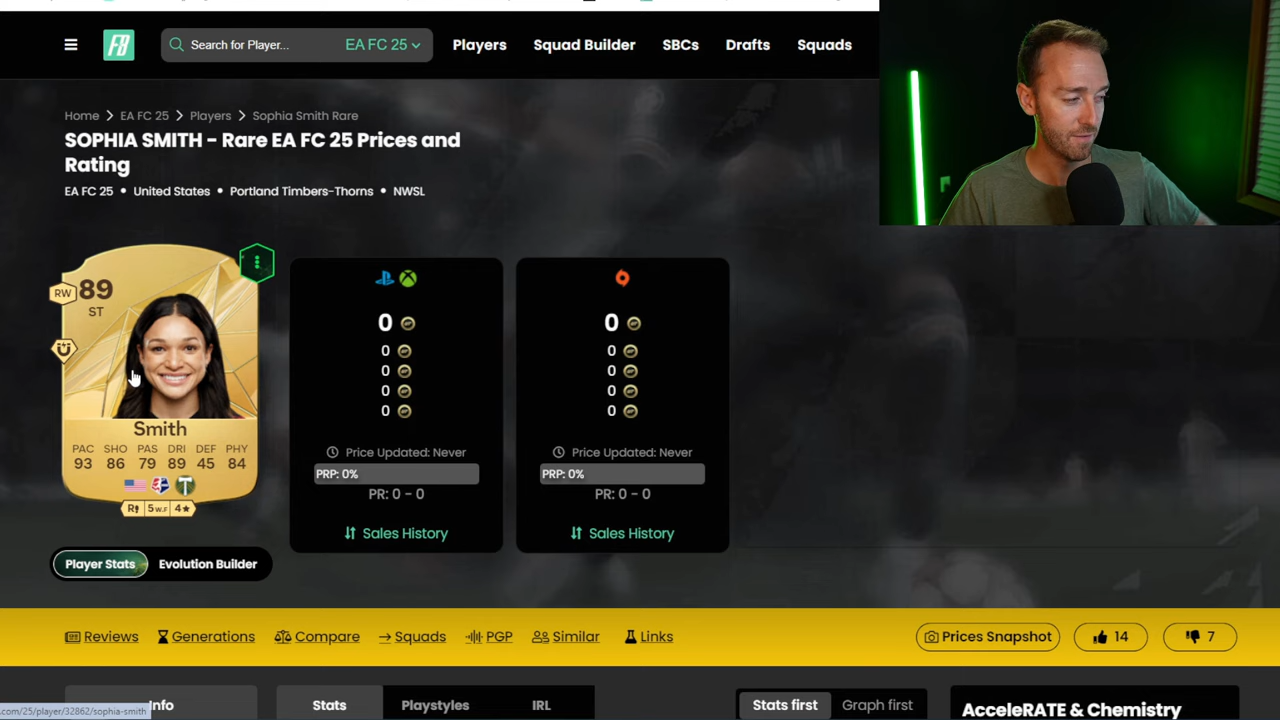 FB
Search for Player...
EA FC 25
Players
Squad Builder
SBCs
Drafts
Squads
Home > EA FC 25 > Players > Sophia Smith Rare
SOPHIA SMITH - Rare EA FC 25 Prices and
Rating
EA FC 25 • United States • Portland Timbers-Thorns • NWSL
RW
89
ST
Smith
PAC SHO PAS DRI DEF PHY
93 86 79 89 45 84
R
5 W.F
4★
0
0
0
0
0
Price Updated: Never
PRP: 0%
PR: 0 - 0
Sales History
0
0
0
0
0
Price Updated: Never
PRP: 0%
PR: 0 - 0
Sales History
Player Stats
Evolution Builder
Reviews
Generations
Compare
Squads
PGP
Similar
Links
Prices Snapshot
14
7
Info
Stats
Playstyles
IRL
Stats first
Graph first
AcceleRATE & Chemistry
.com/25/player/32862/sophia-smith